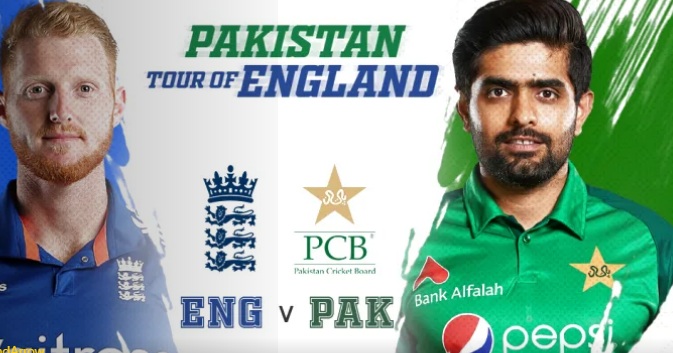 PAKISTAN
TOUR OF ENGLAND
PCB
Pakistan Cricket Board
ENG v PAK
Bank Alfalah
pepsi